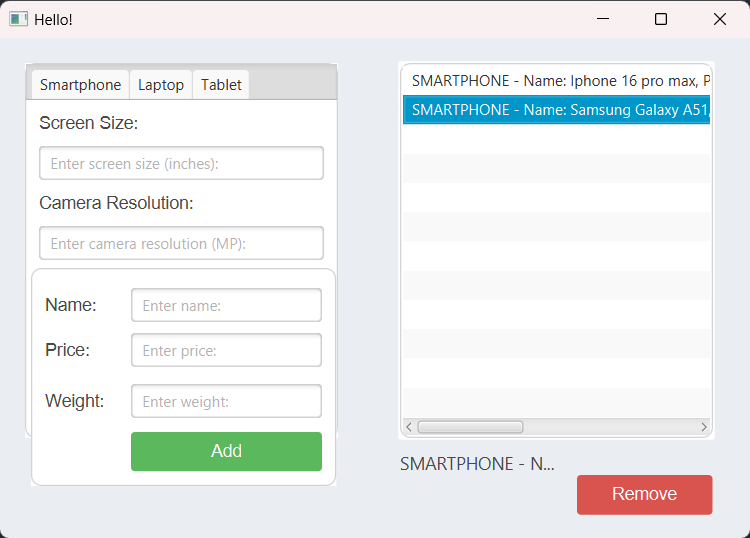 Hello!
Smartphone Laptop Tablet
Screen Size:
Enter screen size (inches):
Camera Resolution:
Enter camera resolution (MP):
Name: Enter name:
Price: Enter price:
Weight: Enter weight:
Add
SMARTPHONE - Name: Iphone 16 pro max, P
SMARTPHONE - Name: Samsung Galaxy A51,
SMARTPHONE - N...
Remove